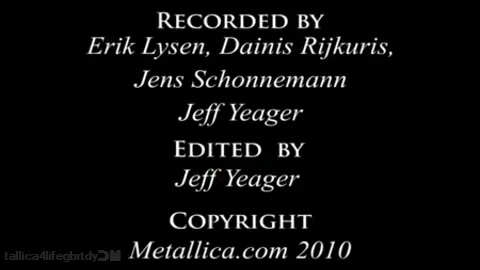 RECORDED BY
Erik Lysen, Dainis Rijkuris,
Jens Schonnemann
Jeff Yeager
EDITED BY
Jeff Yeager
COPYRIGHT
Metallica.com 2010